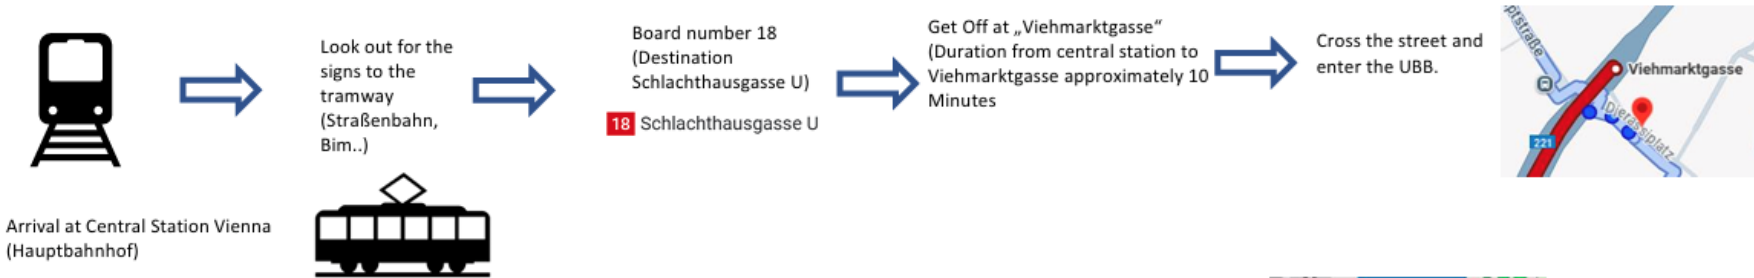 Arrival at Central Station Vienna
(Hauptbahnhof)
Look out for the
signs to the
tramway
(Straßenbahn,
Bim..)
Board number 18
(Destination
Schlachthausgasse U)
18 Schlachthausgasse U
Get Off at „Viehmarktgasse“
(Duration from central station to
Viehmarktgasse approximately 10
Minutes
Cross the street and
enter the UBB.
Viehmarktgasse
Djerassiplatz
221